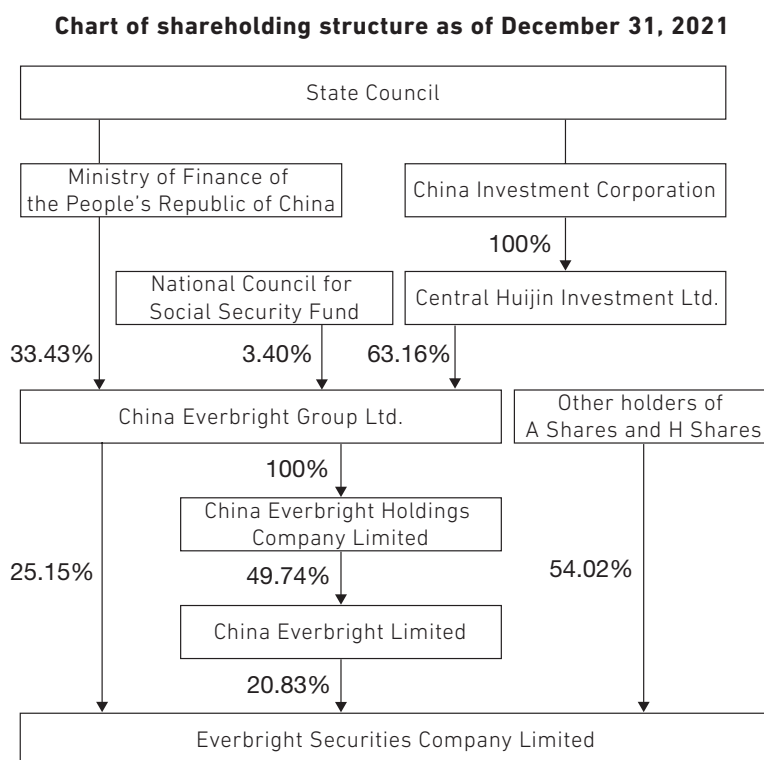 Chart of shareholding structure as of December 31, 2021
State Council
Ministry of Finance of
the People's Republic of China
China Investment Corporation
100%
National Council for
Social Security Fund
Central Huijin Investment Ltd.
33.43%
3.40%
63.16%
China Everbright Group Ltd.
Other holders of
A Shares and H Shares
100%
China Everbright Holdings
Company Limited
25.15%
49.74%
54.02%
China Everbright Limited
20.83%
Everbright Securities Company Limited